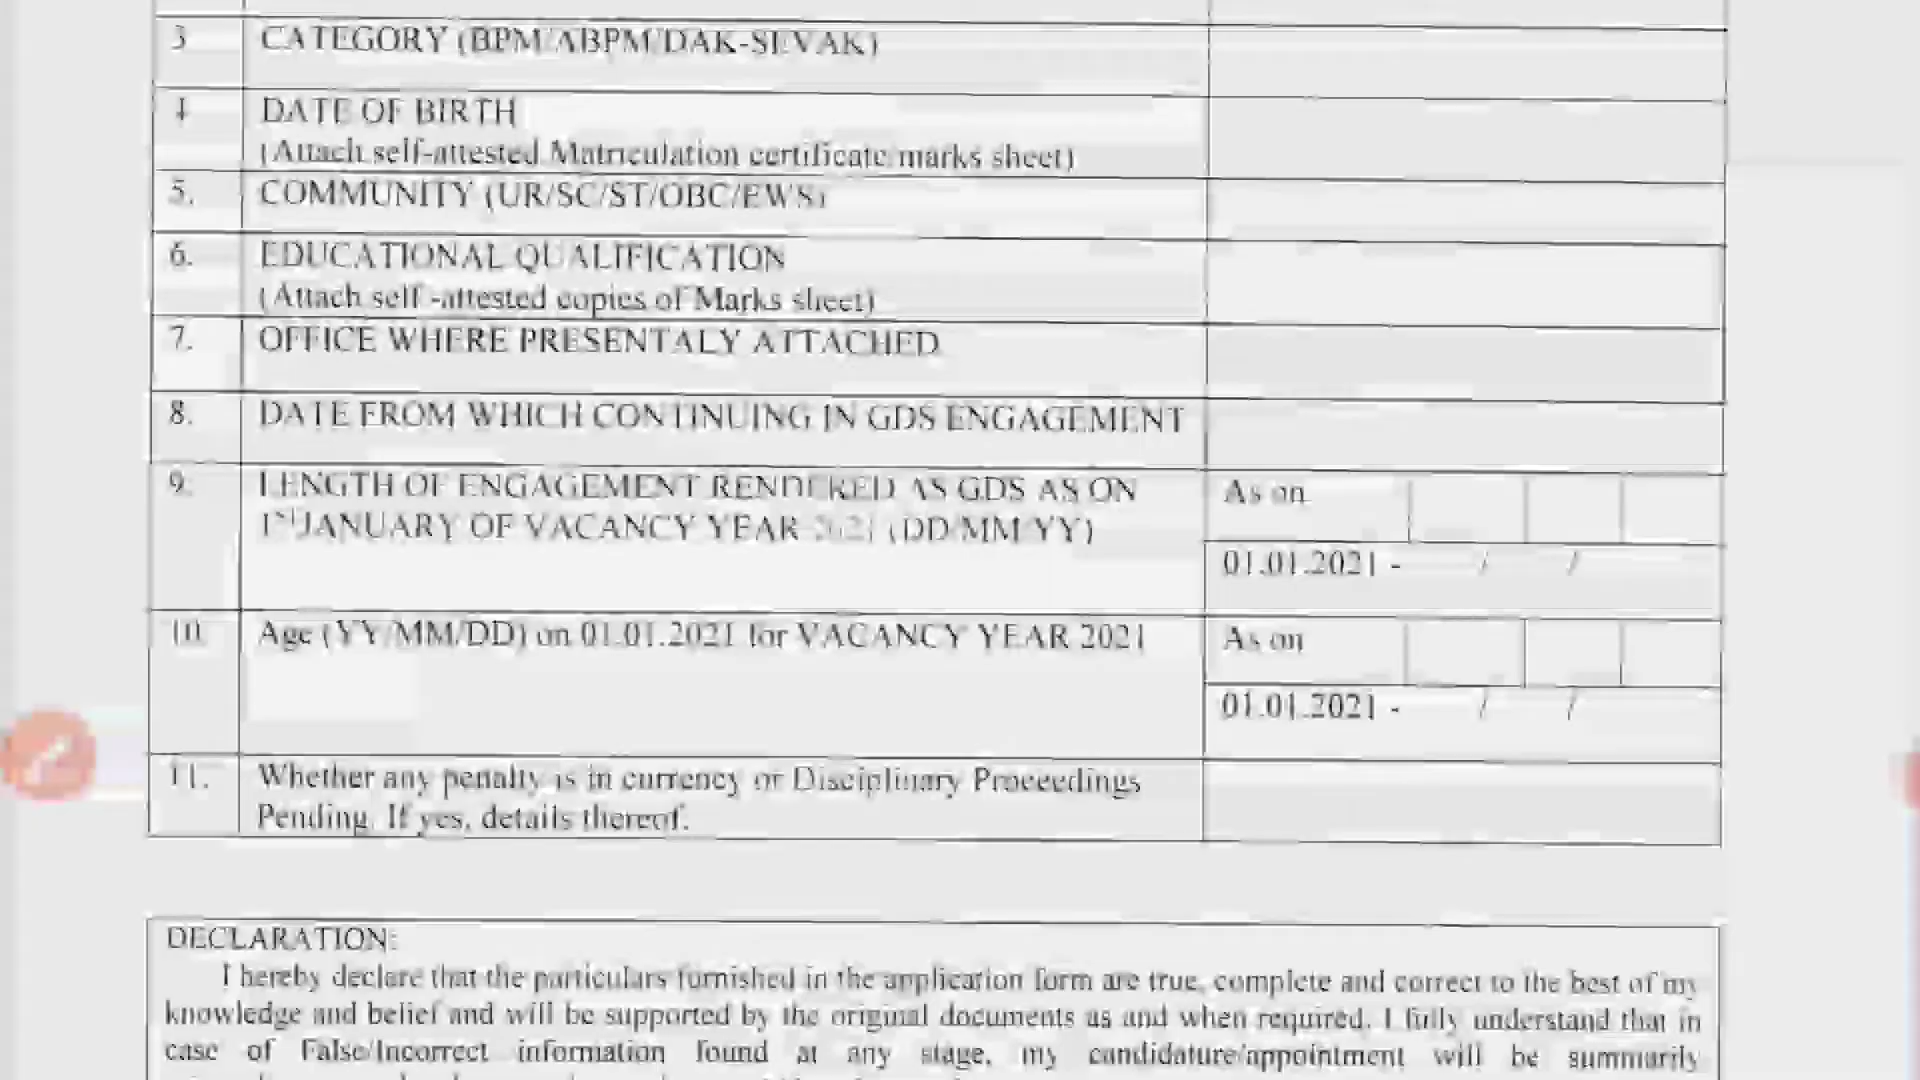 3 CATEGORY (BPM/ABPM/DAK-SEVAK)
4 DATE OF BIRTH
(Attach self-attested Matriculation certificate/marks sheet)
5. COMMUNITY (UR/SC/ST/OBC/EWS)
6. EDUCATIONAL QUALIFICATION
(Attach self -attested copies of Marks sheet)
7. OFFICE WHERE PRESENTALY ATTACHED
8. DATE FROM WHICH CONTINUING IN GDS ENGAGEMENT
9. LENGTH OF ENGAGEMENT RENDERED AS GDS AS ON As on
1ST JANUARY OF VACANCY YEAR 2021 (DD/MM/YY)
01.01.2021 - / /
10. Age (YY/MM/DD) on 01.01.2021 for VACANCY YEAR 2021 As on
01.01.2021 - / /
11. Whether any penalty is in currency or Disciplinary Proceedings
Pending. If yes, details thereof.
DECLARATION:
I hereby declare that the particulars furnished in the application form are true, complete and correct to the best of my
knowledge and belief and will be supported by the original documents as and when required. I fully understand that in
case of False/Incorrect information found at any stage, my candidature/appointment will be summarily